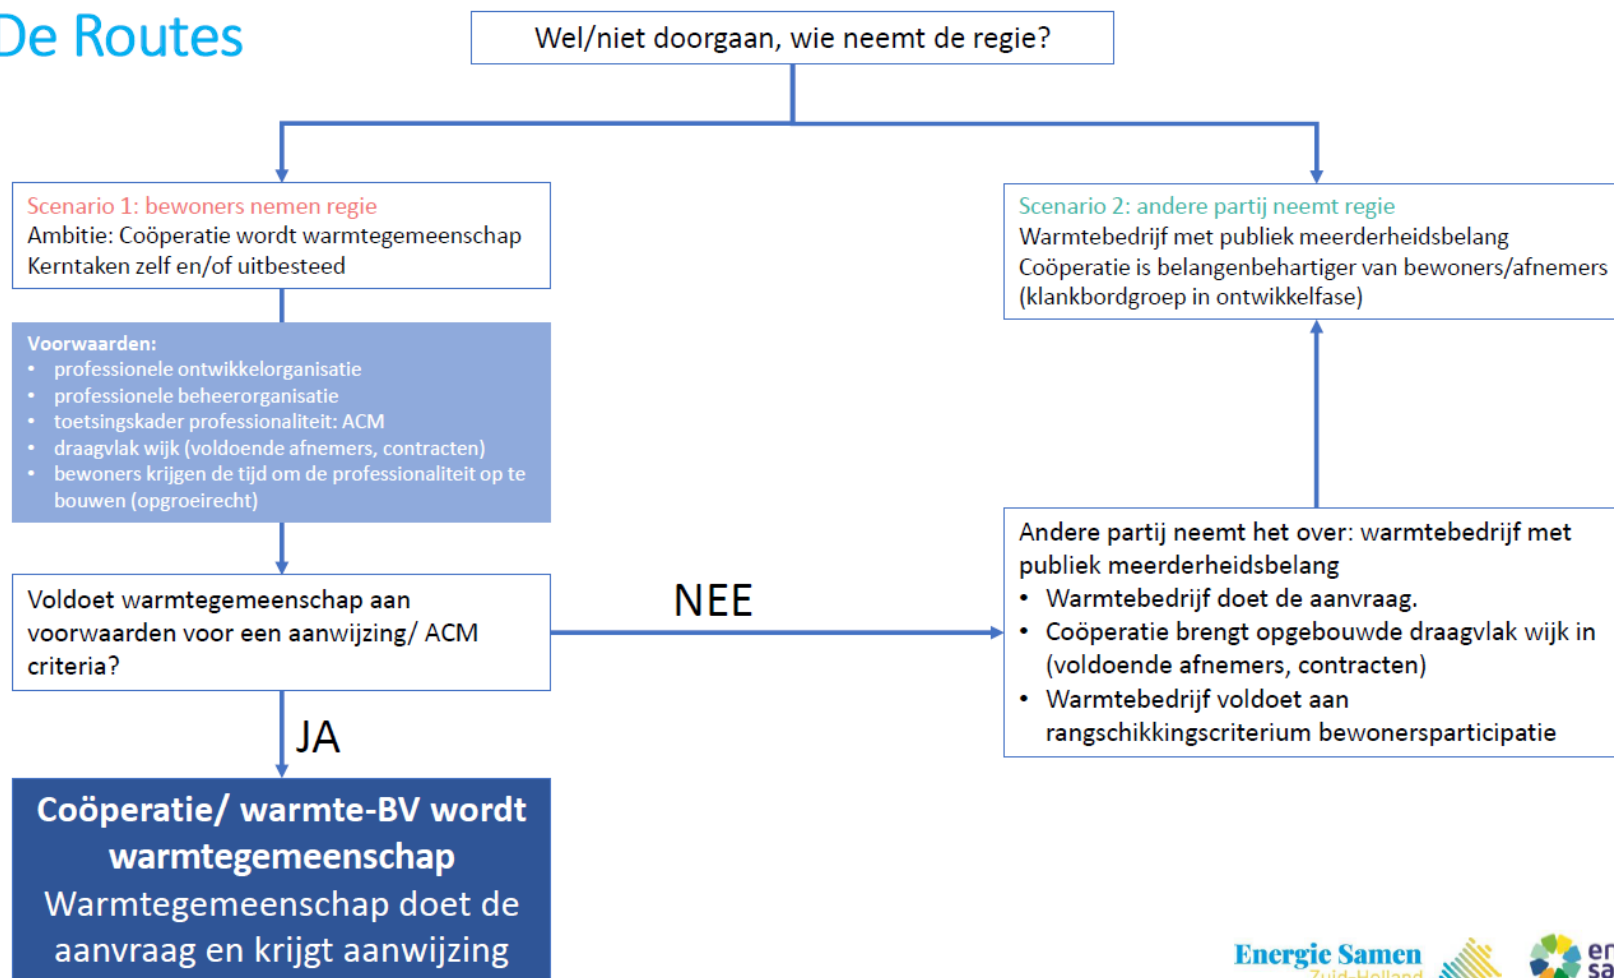 De Routes
Wel/niet doorgaan, wie neemt de regie?
Scenario 1: bewoners nemen regie
Ambitie: Coöperatie wordt warmtegemeenschap
Kerntaken zelf en/of uitbesteed
Voorwaarden:
• professionele ontwikkelorganisatie
• professionele beheerorganisatie
• toetsingskader professionaliteit: ACM
• draagvlak wijk (voldoende afnemers, contracten)
• bewoners krijgen de tijd om de professionaliteit op te
bouwen (opgroeirecht)
Voldoet warmtegemeenschap aan
voorwaarden voor een aanwijzing/ ACM
criteria?
NEE
JA
Coöperatie/ warmte-BV wordt
warmtegemeenschap
Warmtegemeenschap doet de
aanvraag en krijgt aanwijzing
Scenario 2: andere partij neemt regie
Warmtebedrijf met publiek meerderheidsbelang
Coöperatie is belangenbehartiger van bewoners/afnemers
(klankbordgroep in ontwikkelfase)
Andere partij neemt het over: warmtebedrijf met
publiek meerderheidsbelang
• Warmtebedrijf doet de aanvraag.
• Coöperatie brengt opgebouwde draagvlak wijk in
(voldoende afnemers, contracten)
• Warmtebedrijf voldoet aan
rangschikkingscriterium bewonersparticipatie
Energie Samen
Zuid-Holland